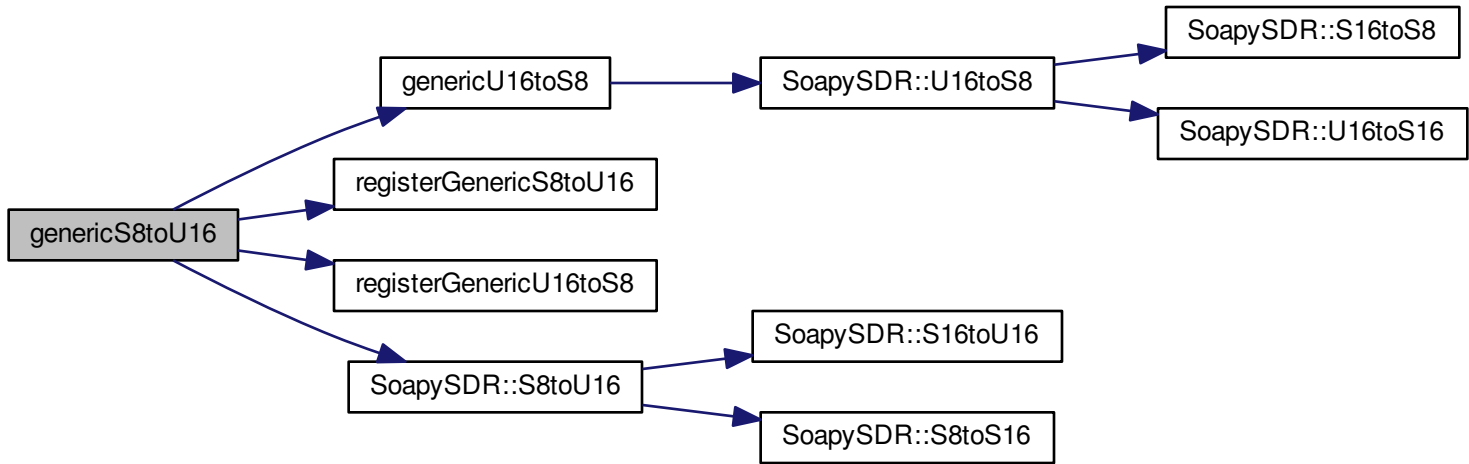 SoapySDR::S16toS8
genericU16toS8
SoapySDR::U16toS8
SoapySDR::U16toS16
registerGenericS8toU16
genericS8toU16
registerGenericU16toS8
SoapySDR::S16toU16
SoapySDR::S8toU16
SoapySDR::S8toS16